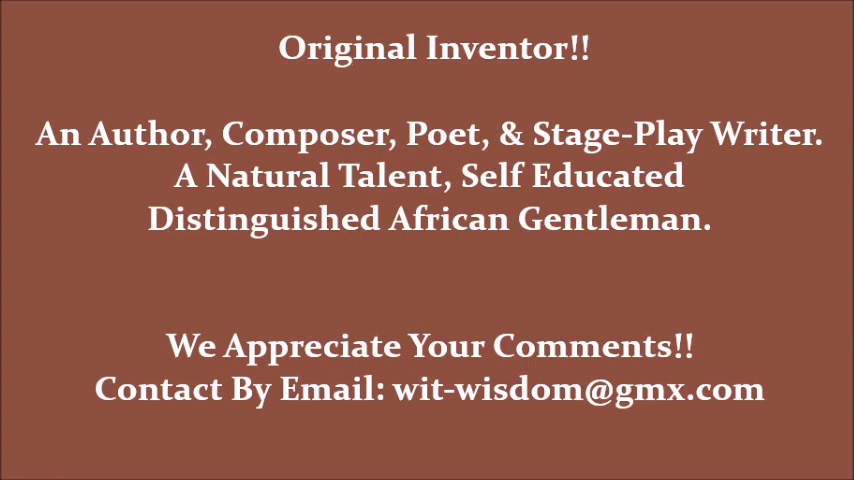 Original Inventor!!
An Author, Composer, Poet, & Stage-Play Writer.
A Natural Talent, Self Educated
Distinguished African Gentleman.
We Appreciate Your Comments!!
Contact By Email: wit-wisdom@gmx.com